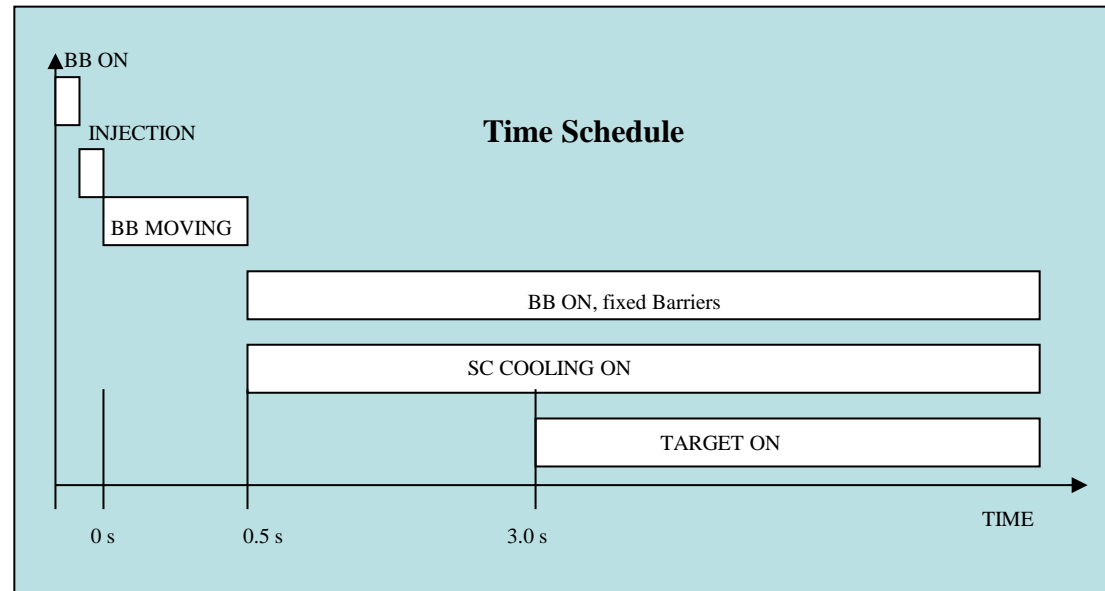 BB ON
Time Schedule
INJECTION
BB MOVING
BB ON, fixed Barriers
SC COOLING ON
TARGET ON
TIME
0 s
0.5 s
3.0 s